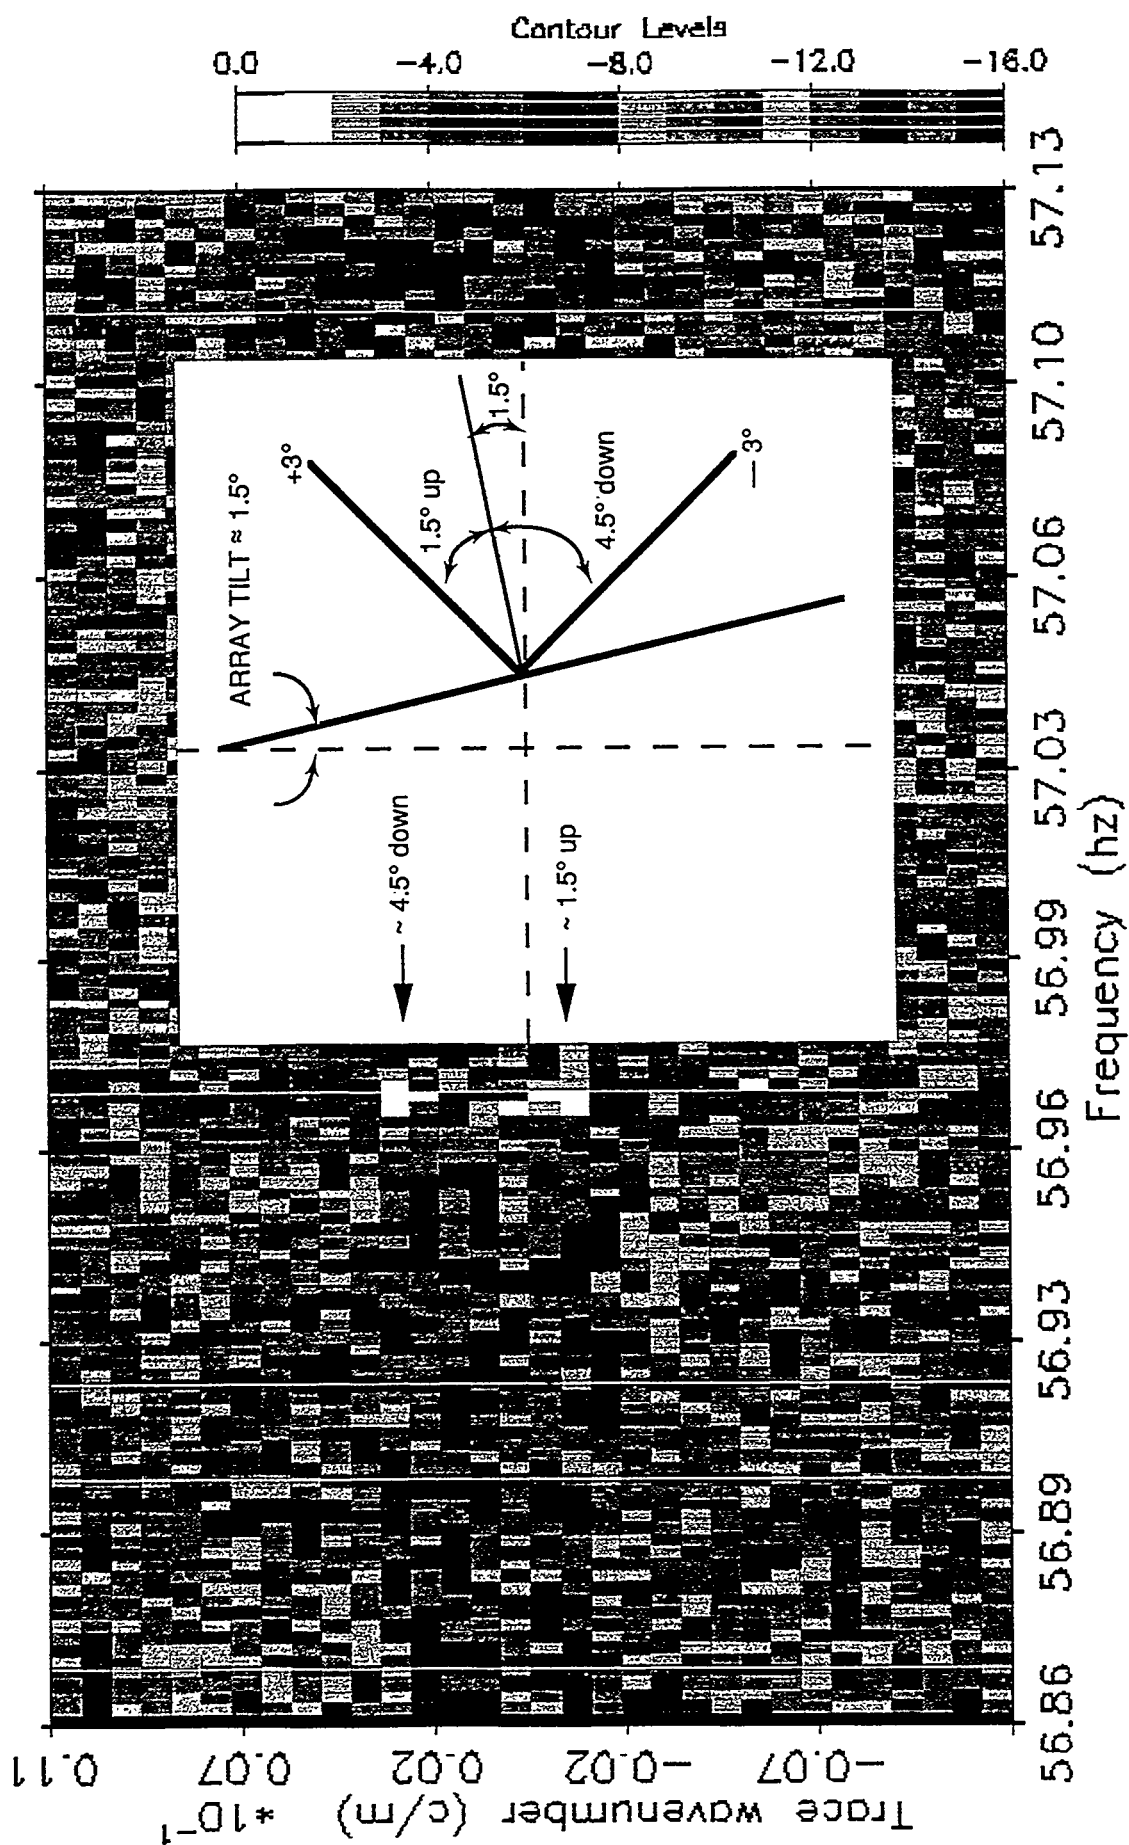 Contour Levels
0.0 -4.0 -8.0 -12.0 -16.0
ARRAY TILT ≈ 1.5°
+3°
1.5° up
1.5°
4.5° down
— 3°
~ 4.5° down
~ 1.5° up
0.11 0.07 0.02 -0.02 -0.07
Trace wavenumber (c/m) *10-1
56.86 56.89 56.93 56.96 56.99 57.03 57.06 57.10 57.13
Frequency (hz)